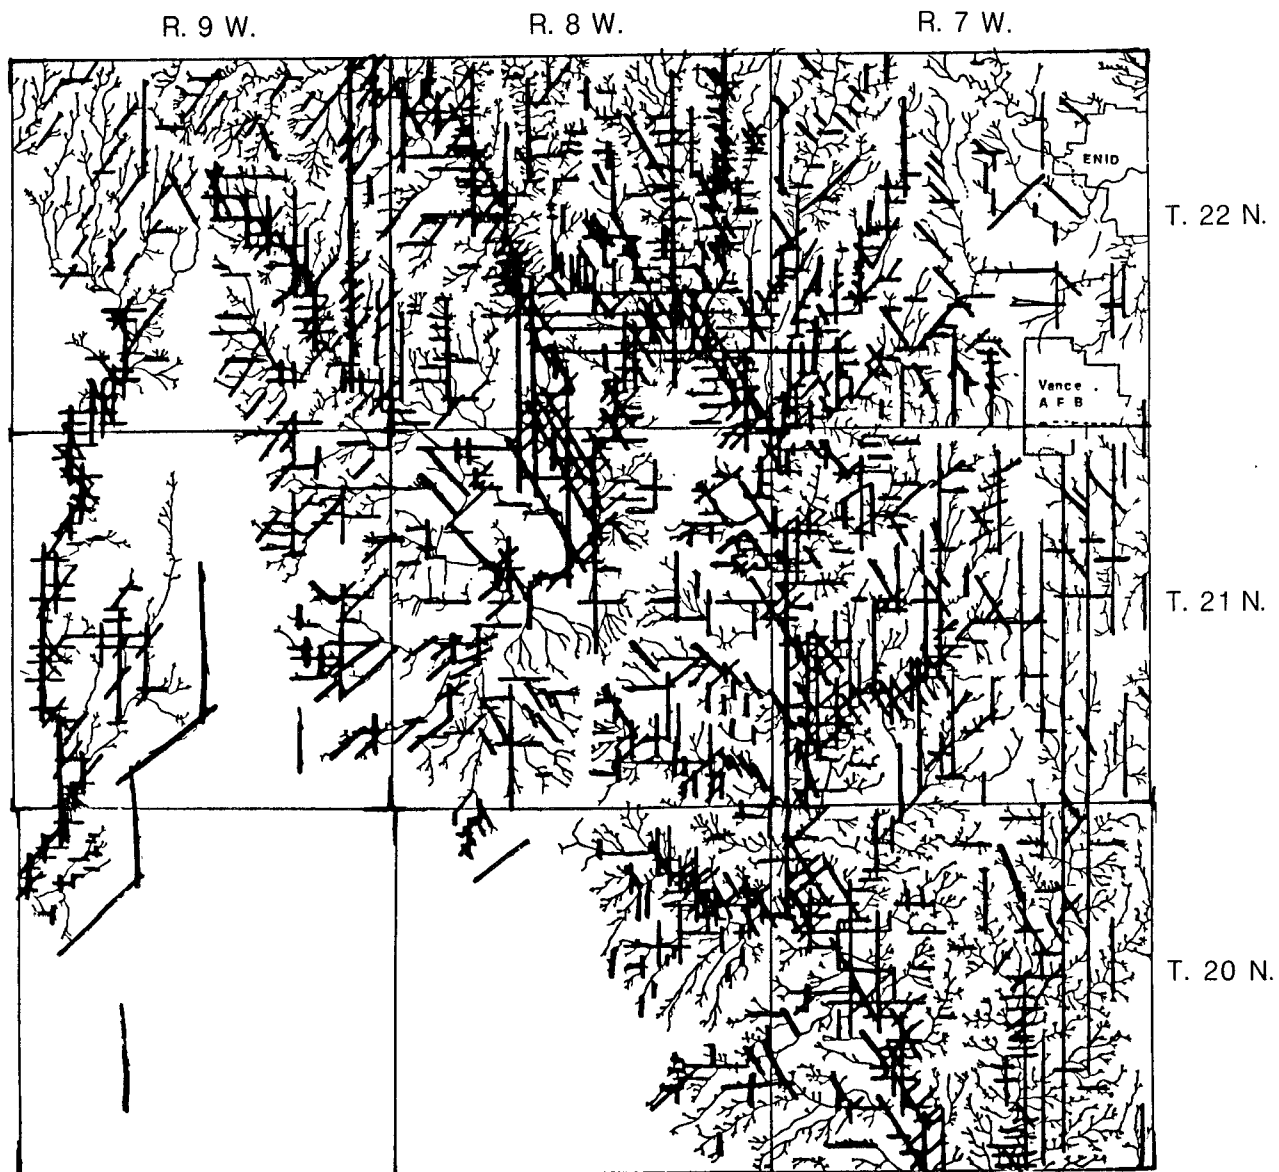 R. 9 W.
R. 8 W.
R. 7 W.
ENID
T. 22 N.
Vance
A F B
T. 21 N.
T. 20 N.